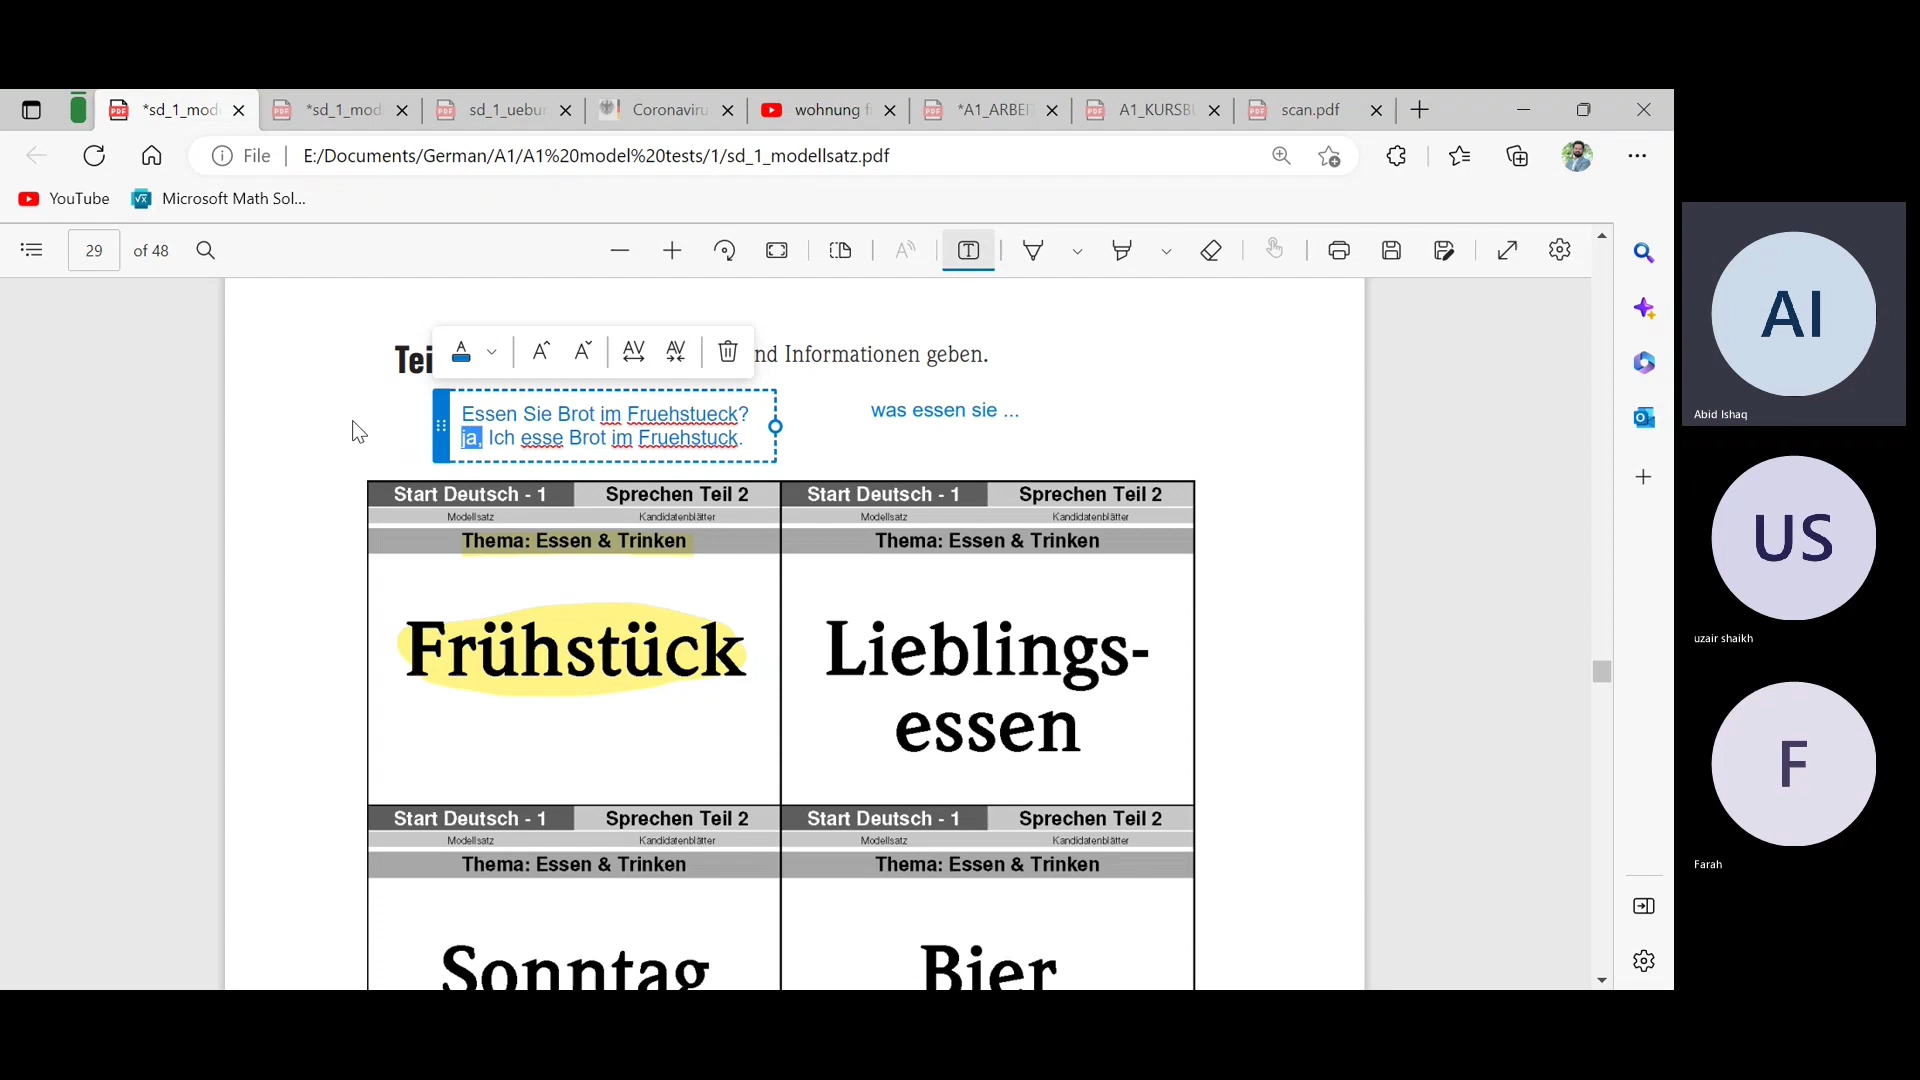 *sd_1_mod
*sd_1_mod
sd_1_uebu
Coronaviru
wohnung f
*A1_ARBEI
A1_KURSB
scan.pdf
File
E:/Documents/German/A1/A1%20model%20tests/1/sd_1_modellsatz.pdf
YouTube
Microsoft Math Sol...
29 of 48
Tei
nd Informationen geben.
Essen Sie Brot im Fruehstueck?
ja, Ich esse Brot im Fruehstuck.
was essen sie ...
Start Deutsch - 1 Sprechen Teil 2
Modellsatz Kandidatenblätter
Thema: Essen & Trinken
Frühstück
Start Deutsch - 1 Sprechen Teil 2
Modellsatz Kandidatenblätter
Thema: Essen & Trinken
Lieblings-
essen
Start Deutsch - 1 Sprechen Teil 2
Modellsatz Kandidatenblätter
Thema: Essen & Trinken
Sonntag
Start Deutsch - 1 Sprechen Teil 2
Modellsatz Kandidatenblätter
Thema: Essen & Trinken
Bier
AI
Abid Ishaq
US
uzair shaikh
F
Farah